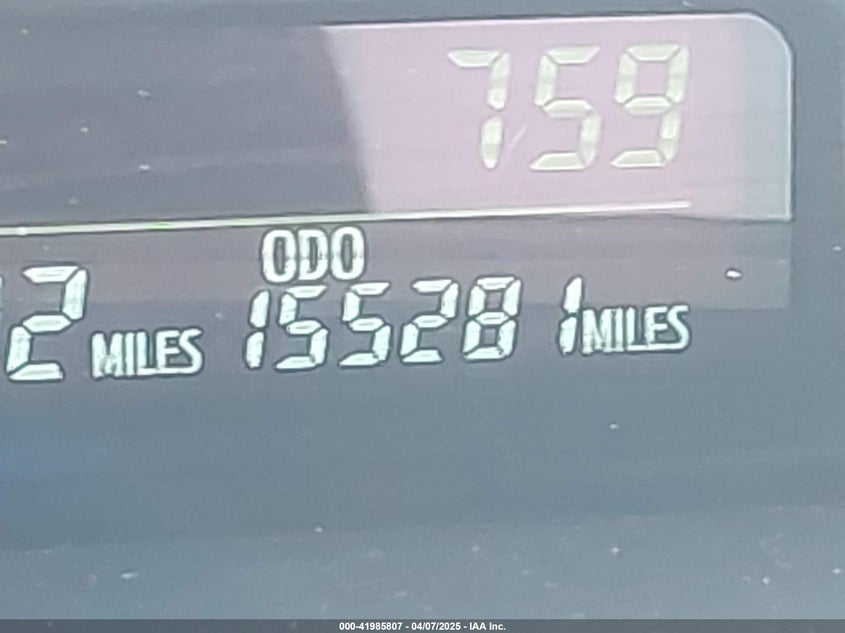 759
ODO
2 MILES 155281 MILES
000-41985807 - 04/07/2025 - IAA Inc.